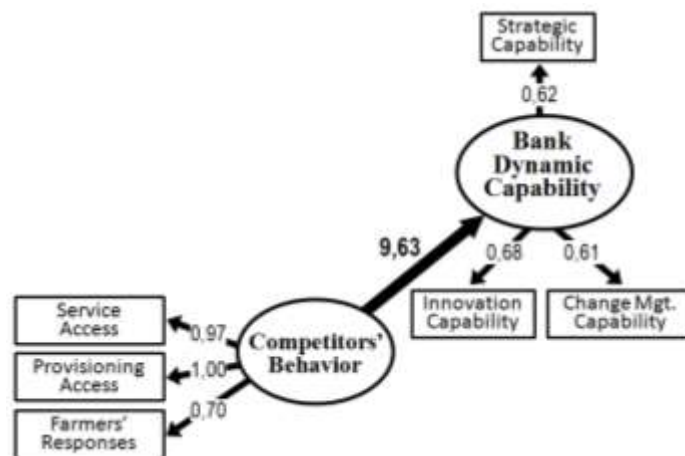 Strategic
Capability
0,62
Bank
Dynamic
Capability
9,63
0,68
0,61
Innovation
Capability
Change Mgt.
Capability
Service
Access
0,97
Competitors'
Behavior
Provisioning
Access
1,00
0,70
Farmers'
Responses